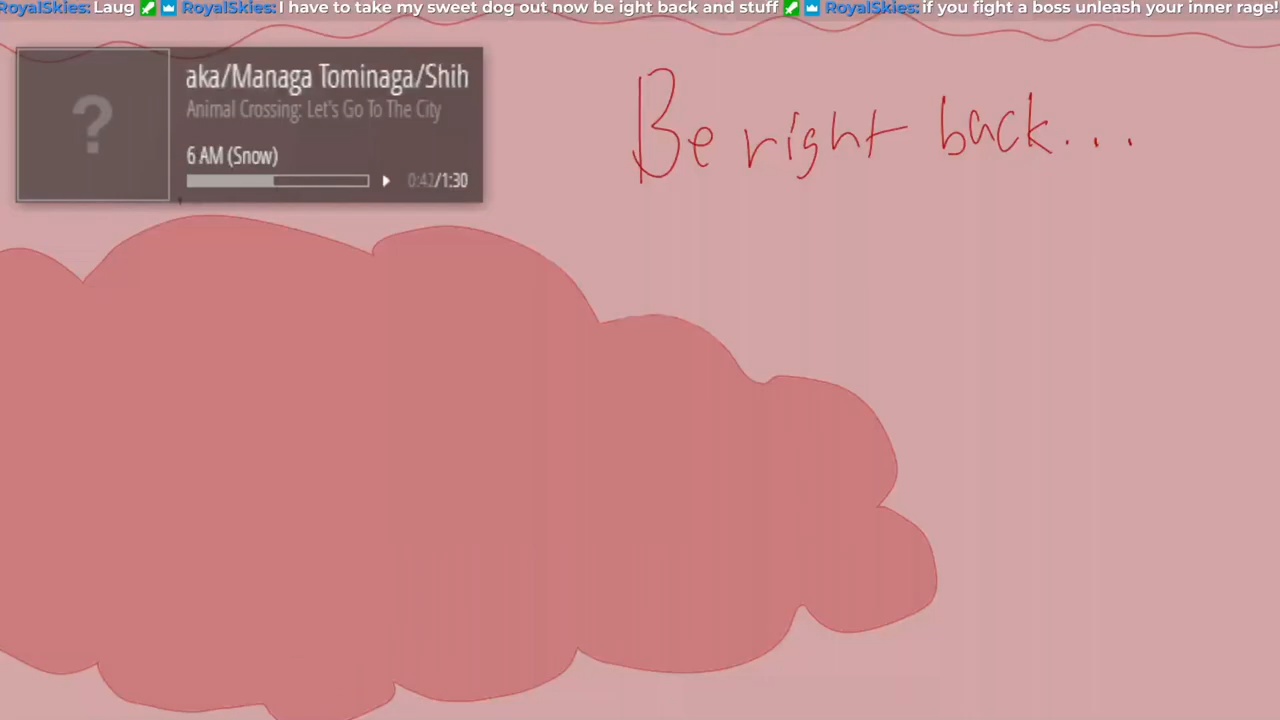 RoyalSkies: Laug RoyalSkies: I have to take my sweet dog out now be ight back and stuff RoyalSkies: if you fight a boss unleash your inner rage!
aka/Managa Tominaga/Shih
Animal Crossing: Let's Go To The City
?
6 AM (Snow)
0:42/1:30
Be right back...